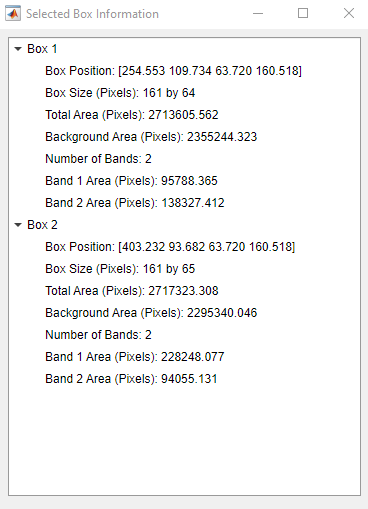 Selected Box Information
Box 1
Box Position: [254.553 109.734 63.720 160.518]
Box Size (Pixels): 161 by 64
Total Area (Pixels): 2713605.562
Background Area (Pixels): 2355244.323
Number of Bands: 2
Band 1 Area (Pixels): 95788.365
Band 2 Area (Pixels): 138327.412
Box 2
Box Position: [403.232 93.682 63.720 160.518]
Box Size (Pixels): 161 by 65
Total Area (Pixels): 2717323.308
Background Area (Pixels): 2295340.046
Number of Bands: 2
Band 1 Area (Pixels): 228248.077
Band 2 Area (Pixels): 94055.131